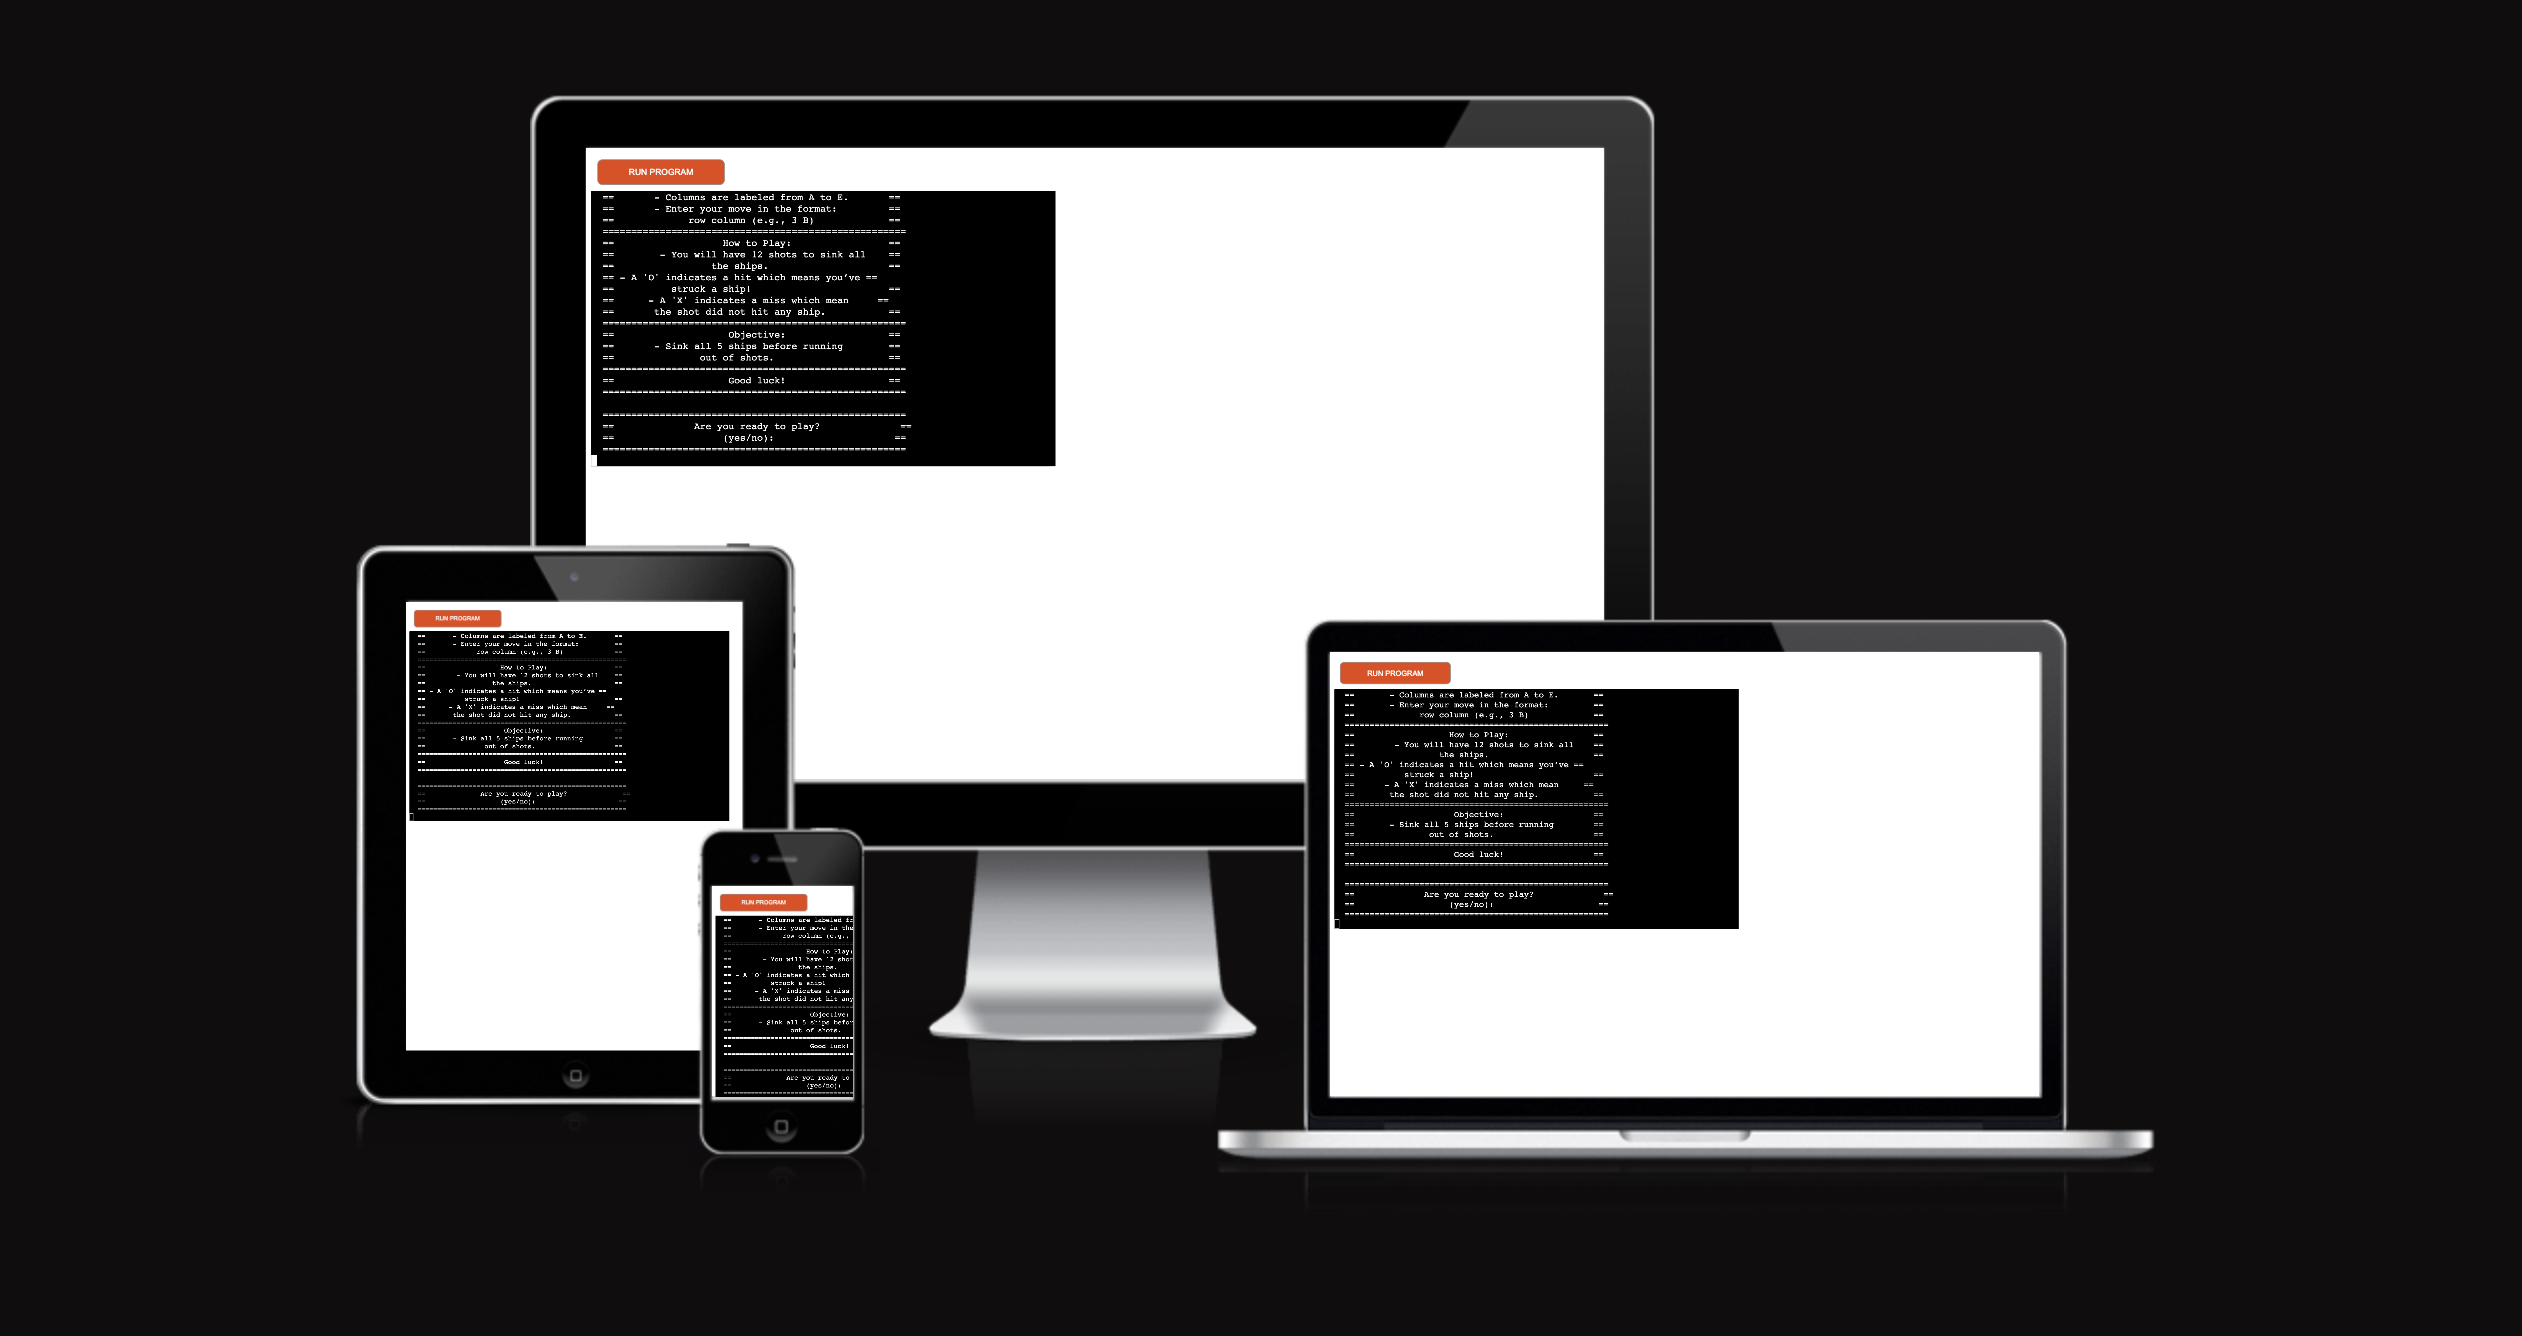 RUN PROGRAM
== - Columns are labeled from A to E. ==
== - Enter your move in the format: ==
== row column (e.g., 3 B) ==
=====================================================
== How to Play: ==
== - You will have 12 shots to sink all ==
== the ships. ==
== - A 'O' indicates a hit which means you've ==
== struck a ship! ==
== - A 'X' indicates a miss which mean ==
== the shot did not hit any ship. ==
=====================================================
== Objective: ==
== - Sink all 5 ships before running ==
== out of shots. ==
=====================================================
== Good luck! ==
=====================================================
=====================================================
== Are you ready to play? ==
== (yes/no): ==
=====================================================
RUN PROGRAM
== - Columns are labeled from A to E. ==
== - Enter your move in the format: ==
== row column (e.g., 3 B) ==
=====================================================
== How to Play: ==
== - You will have 12 shots to sink all ==
== the ships. ==
== - A 'O' indicates a hit which means you've ==
== struck a ship! ==
== - A 'X' indicates a miss which mean ==
== the shot did not hit any ship. ==
=====================================================
== Objective: ==
== - Sink all 5 ships before running ==
== out of shots. ==
=====================================================
== Good luck! ==
=====================================================
=====================================================
== Are you ready to play? ==
== (yes/no): ==
=====================================================
RUN PROGRAM
== - Columns are labeled from A to E. ==
== - Enter your move in the format: ==
== row column (e.g., 3 B) ==
=====================================================
== How to Play: ==
== - You will have 12 shots to sink all ==
== the ships. ==
== - A 'O' indicates a hit which means you've ==
== struck a ship! ==
== - A 'X' indicates a miss which mean ==
== the shot did not hit any ship. ==
=====================================================
== Objective: ==
== - Sink all 5 ships before running ==
== out of shots. ==
=====================================================
== Good luck! ==
=====================================================
=====================================================
== Are you ready to play? ==
== (yes/no): ==
=====================================================
RUN PROGRAM
== - Columns are labeled fr
== - Enter your move in the
== row column (e.g.,
=================================
== How to Play:
== - You will have 12 shot
== the ships.
== - A 'O' indicates a hit which
== struck a ship!
== - A 'X' indicates a miss
== the shot did not hit any
=================================
== Objective:
== - Sink all 5 ships befor
== out of shots.
=================================
== Good luck!
=================================
=================================
== Are you ready to
== (yes/no):
=================================